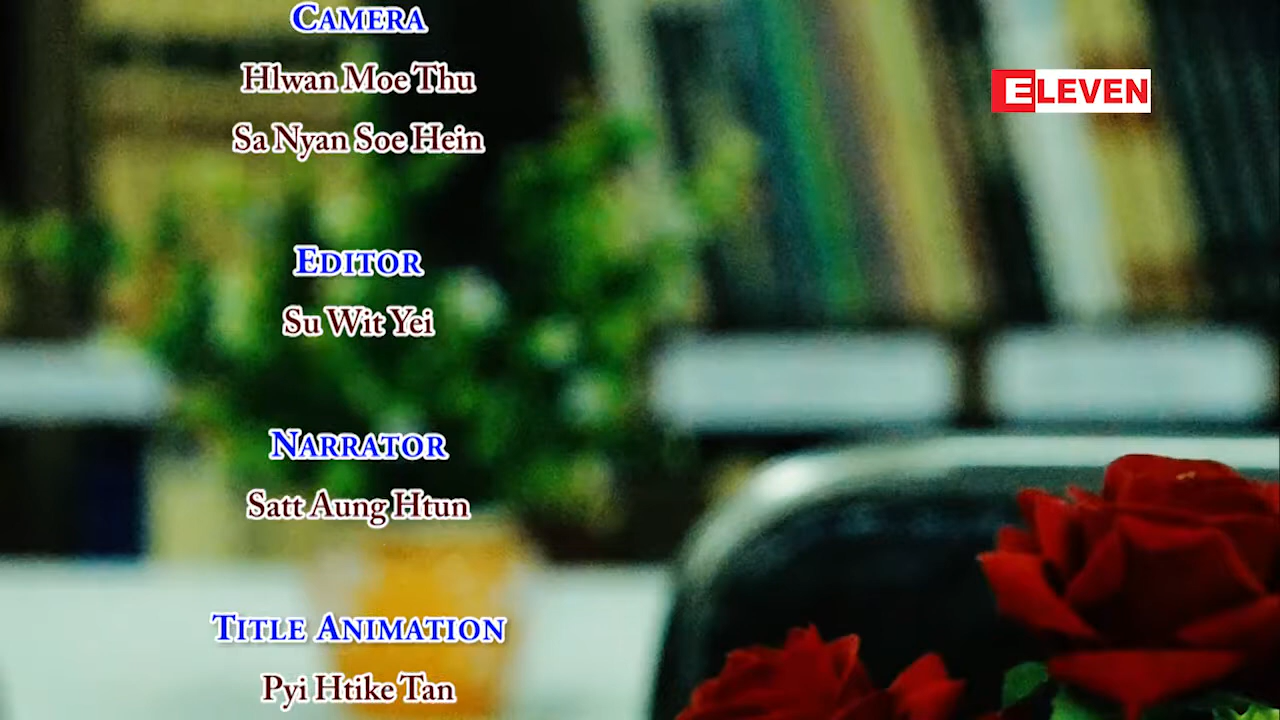 CAMERA
Hlwan Moe Thu
Sa Nyan Soe Hein
ELEVEN
EDITOR
Su Wit Yei
NARRATOR
Satt Aung Htun
TITLE ANIMATION
Pyi Htike Tan